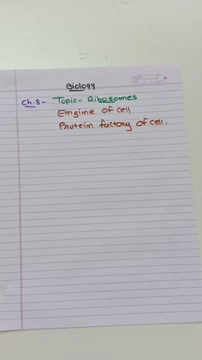 Biology
Ch:8- Topic- Ribosomes
Engine of cell
Protein factory of cell.